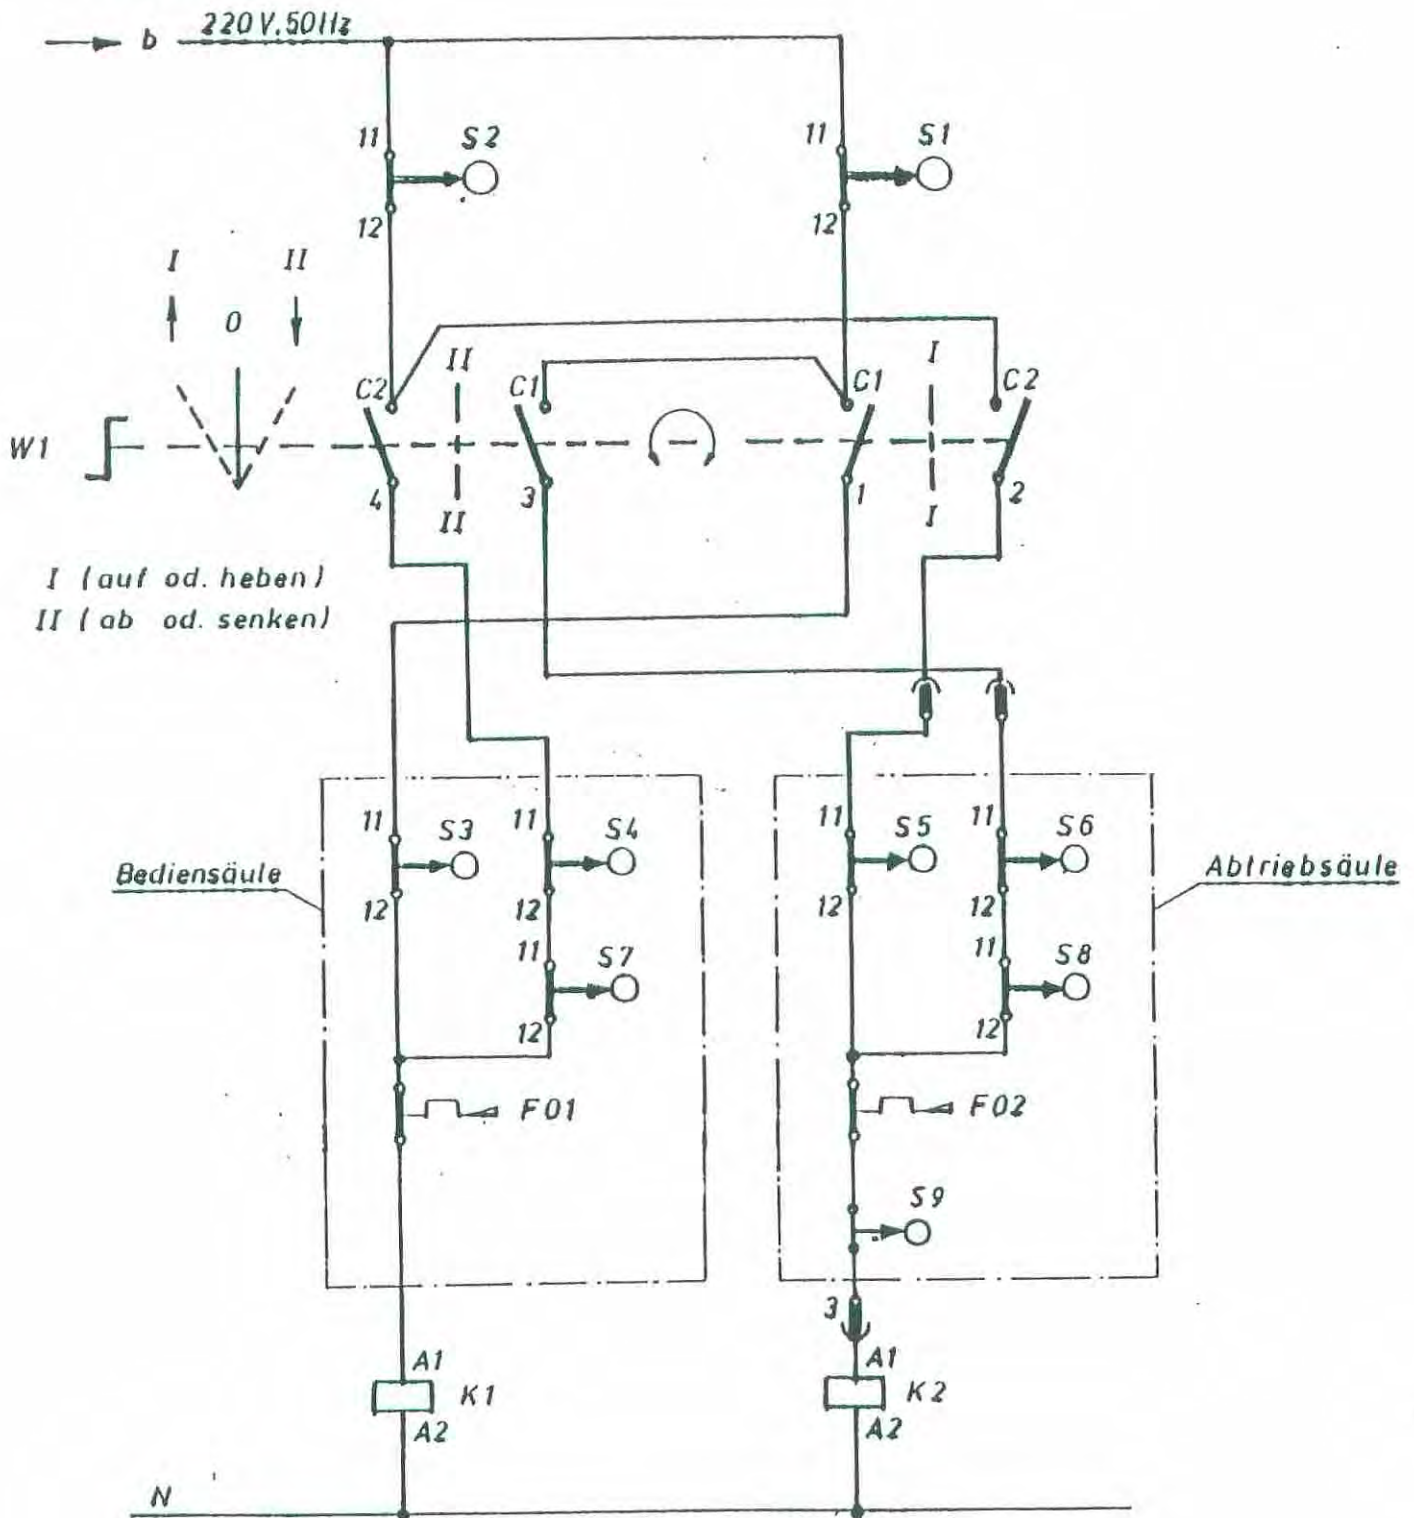 b 220V.50Hz
11 S2 11 S1
12 12
I II
0
C2 II C1 C1 I C2
W1
4 II 3 1 I 2
I (auf od. heben)
II (ab od. senken)
11 S3 11 S4 11 S5 11 S6
Bediensäule Abtriebsäule
12 12 12 12
11 S7 11 S8
12 12
F01 F02
S9
3
A1 A1
K1 K2
A2 A2
N